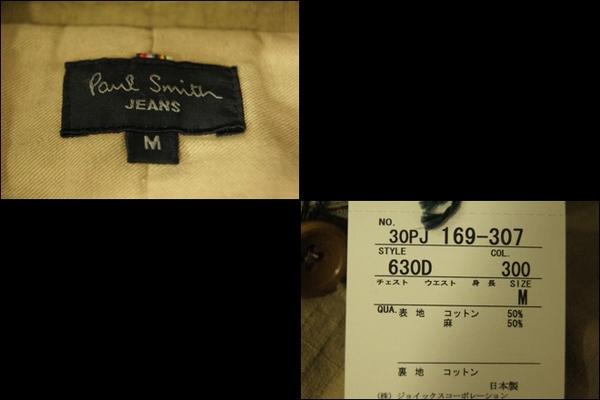 Paul Smith
JEANS
M
NO.
30PJ 169-307
STYLE COL.
630D 300
チェスト ウエスト 身長 SIZE
M
QUA. 表地 コットン 50%
麻 50%
裏地 コットン
日本製
(株) ジョイックスコーポレーション